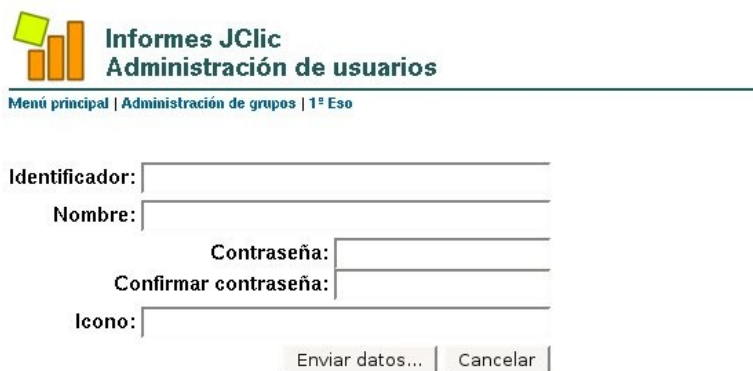 Informes JClic
Administración de usuarios
Menú principal | Administración de grupos | 1º Eso
Identificador:
Nombre:
Contraseña:
Confirmar contraseña:
Icono:
Enviar datos... Cancelar